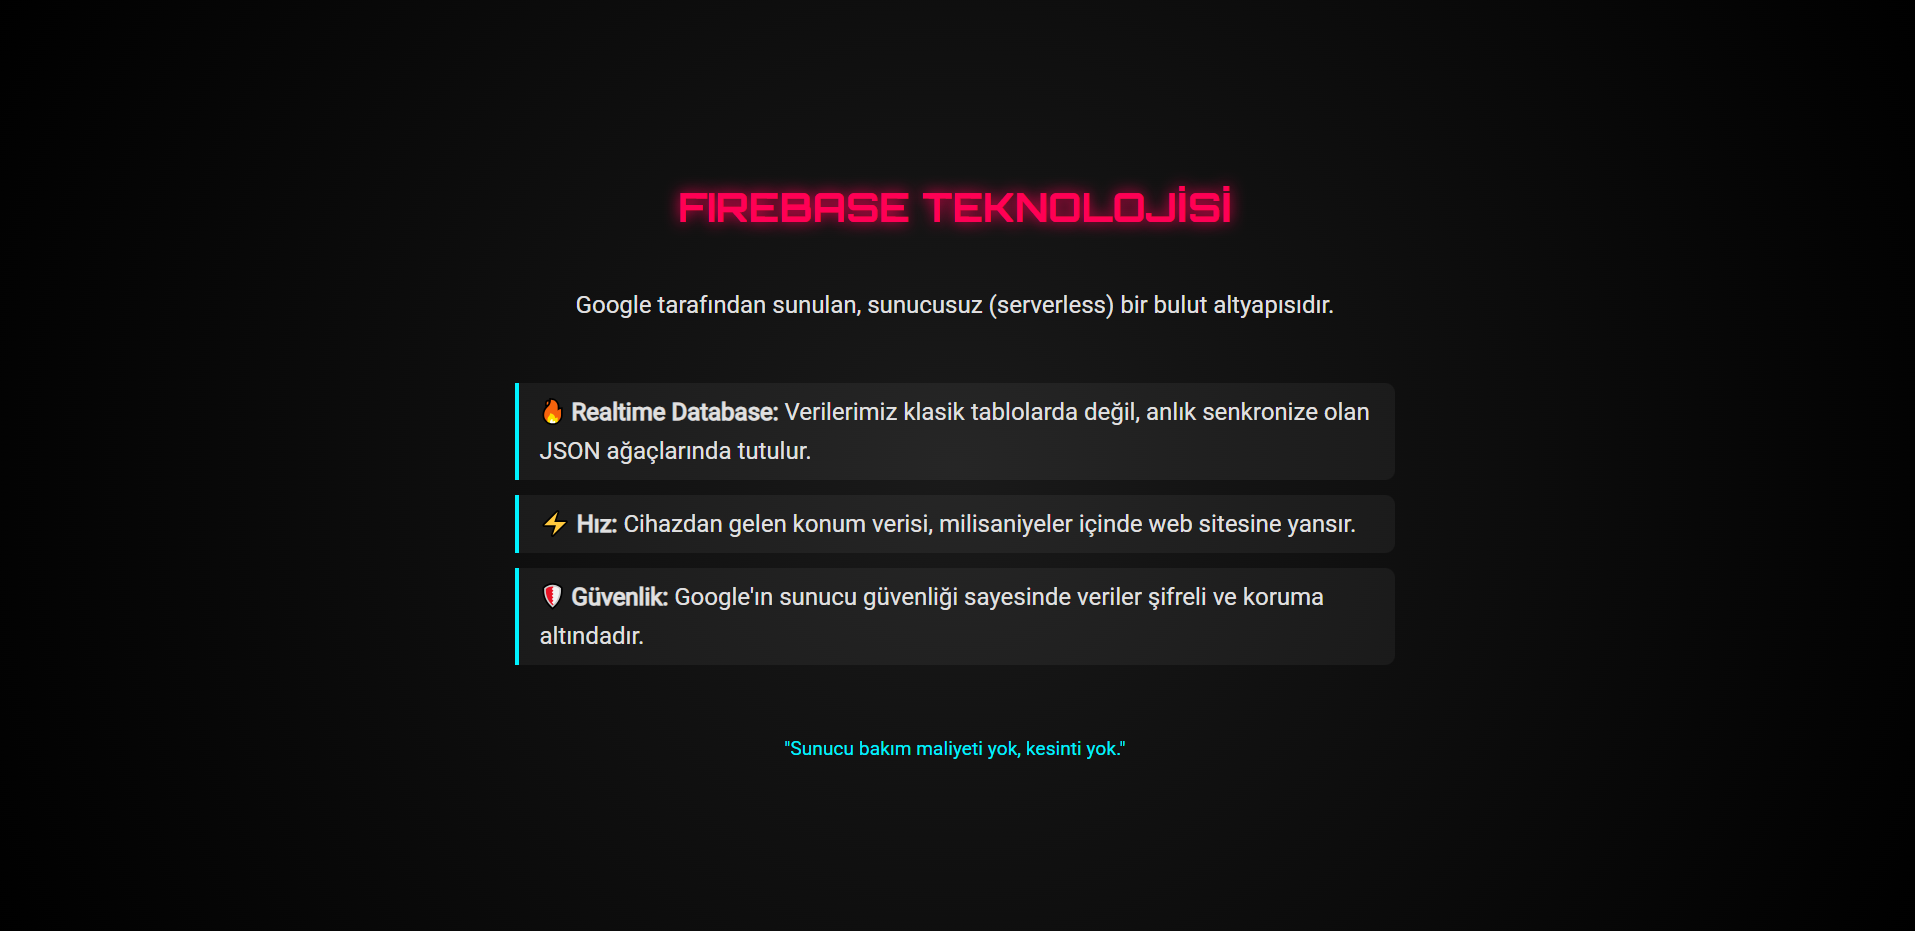 FIREBASE TEKNOLOJİSİ
Google tarafından sunulan, sunucusuz (serverless) bir bulut altyapısıdır.
🔥 Realtime Database: Verilerimiz klasik tablolarda değil, anlık senkronize olan
JSON ağaçlarında tutulur.
⚡ Hız: Cihazdan gelen konum verisi, milisaniyeler içinde web sitesine yansır.
🛡️ Güvenlik: Google'ın sunucu güvenliği sayesinde veriler şifreli ve koruma
altındadır.
"Sunucu bakım maliyeti yok, kesinti yok."